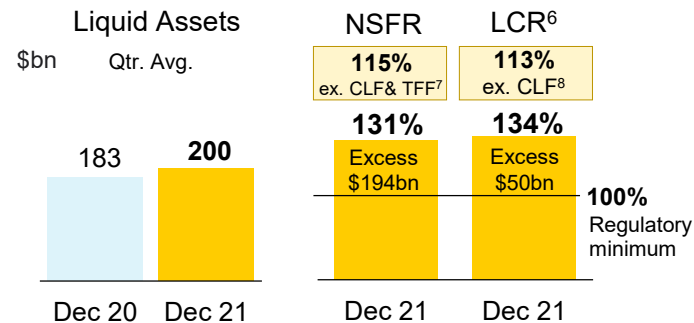 Liquid Assets
$bn Qtr. Avg.
183
200
Dec 20 Dec 21
NSFR LCR⁶
115%
ex. CLF& TFF⁷
113%
ex. CLF⁸
131%
Excess
$194bn
134%
Excess
$50bn
100%
Regulatory
minimum
Dec 21 Dec 21